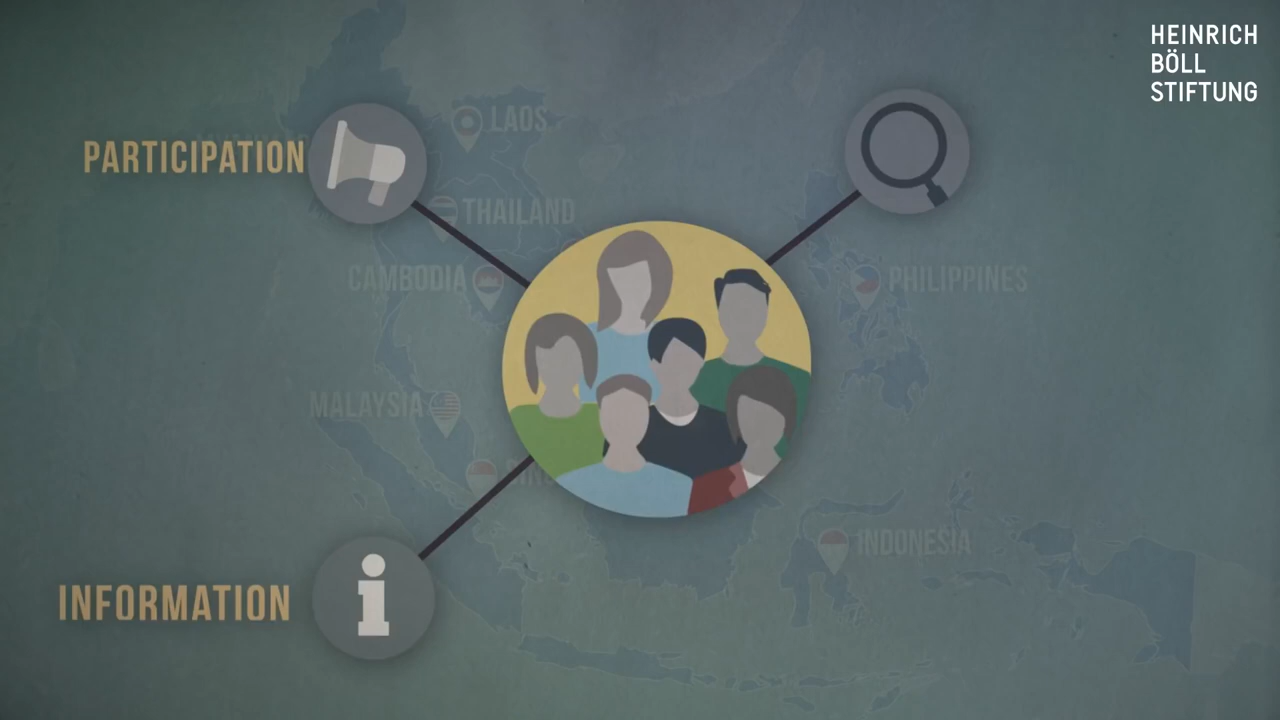 HEINRICH
BÖLL
STIFTUNG
LAOS
PARTICIPATION
THAILAND
CAMBODIA
PHILIPPINES
MALAYSIA
INDONESIA
INFORMATION